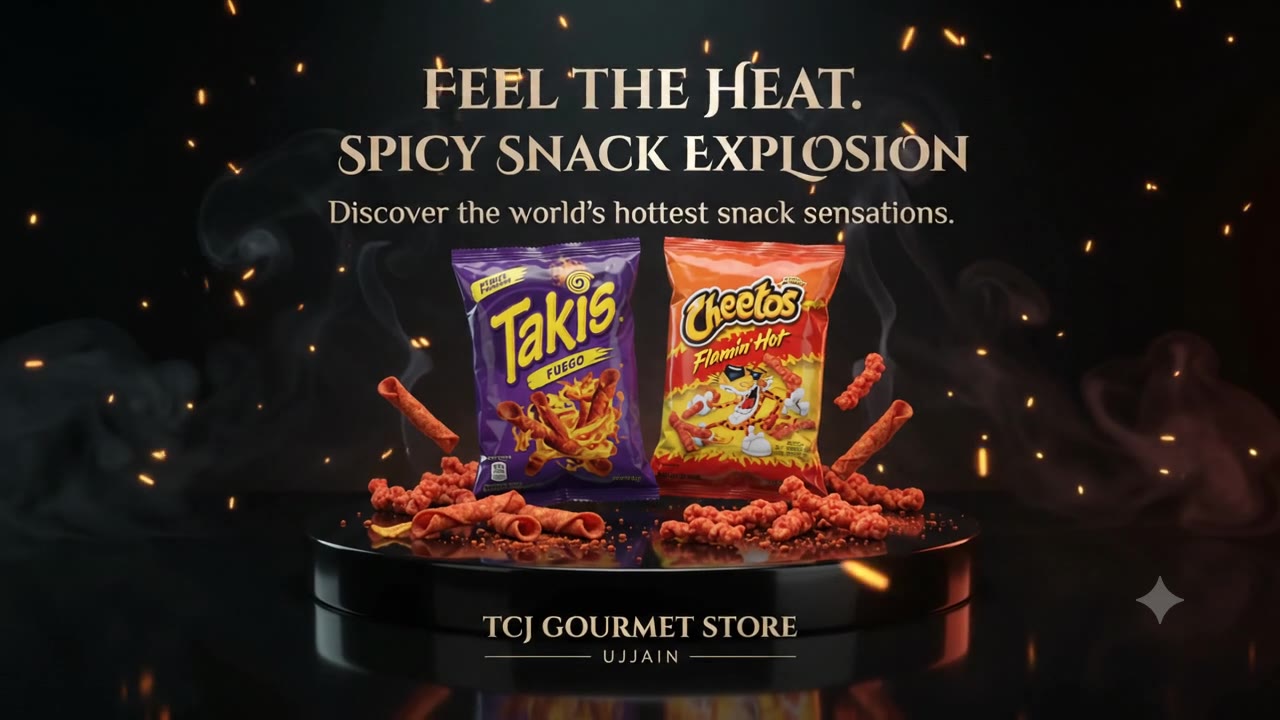 FEEL THE HEAT.
SPICY SNACK EXPLOSION
Discover the world's hottest snack sensations.
Takis
FUEGO
Cheetos
Flamin' Hot
TCJ GOURMET STORE
UJJAIN